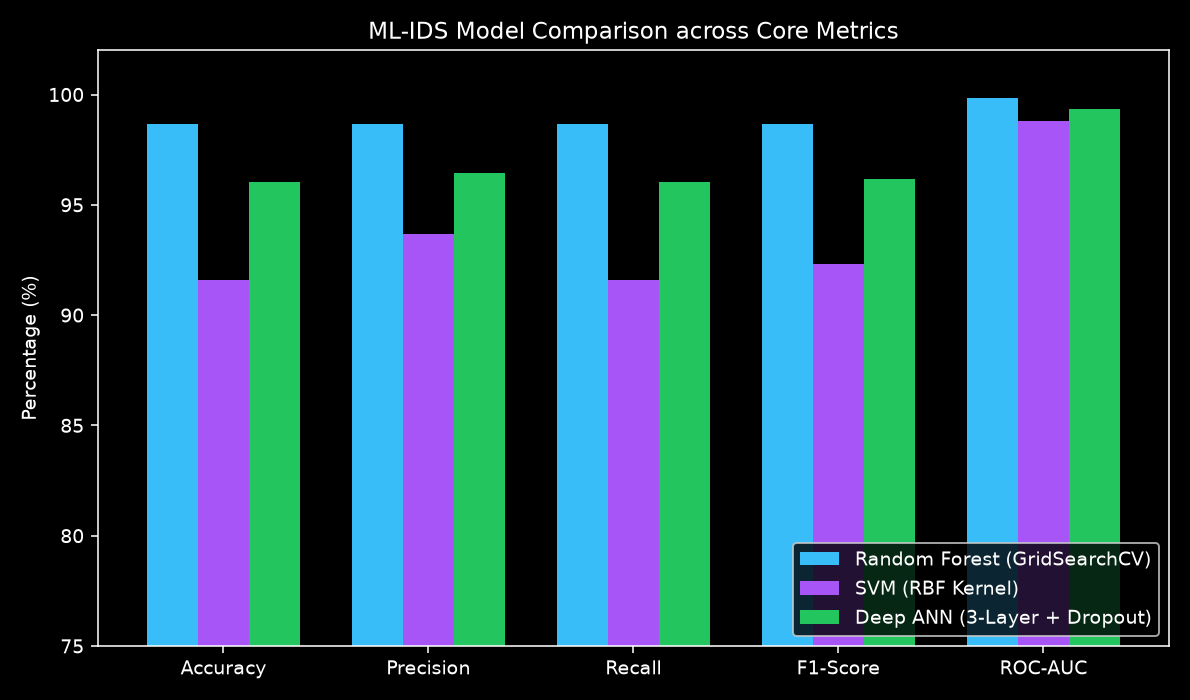 ML-IDS Model Comparison across Core Metrics
Percentage (%)
100
95
90
85
80
75
Accuracy
Precision
Recall
F1-Score
ROC-AUC
Random Forest (GridSearchCV)
SVM (RBF Kernel)
Deep ANN (3-Layer + Dropout)